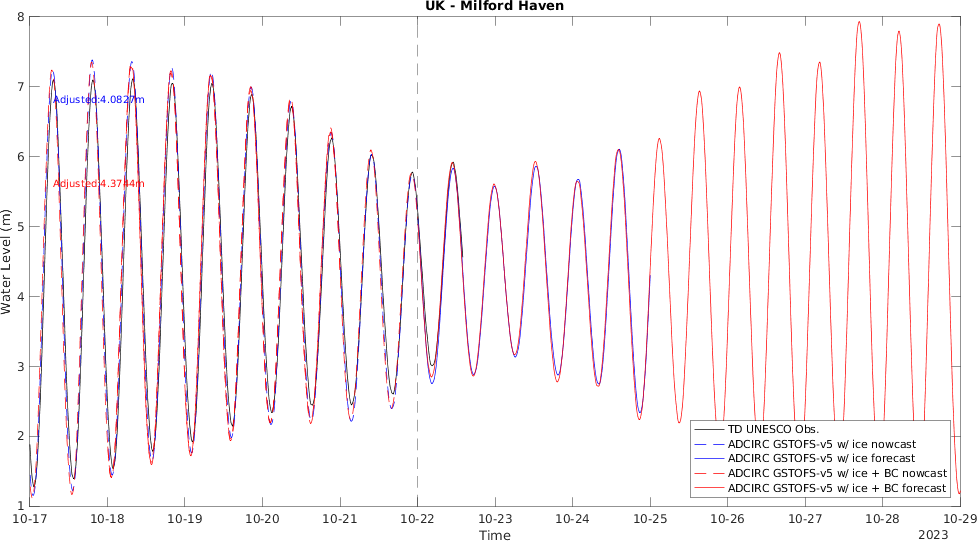 UK - Milford Haven
8
7
6
5
4
3
2
1
Water Level (m)
Adjusted:4.0827m
Adjusted:4.3744m
TD UNESCO Obs.
ADCIRC GSTOFS-v5 w/ ice nowcast
ADCIRC GSTOFS-v5 w/ ice forecast
ADCIRC GSTOFS-v5 w/ ice + BC nowcast
ADCIRC GSTOFS-v5 w/ ice + BC forecast
10-17 10-18 10-19 10-20 10-21 10-22 10-23 10-24 10-25 10-26 10-27 10-28 10-29
Time
2023